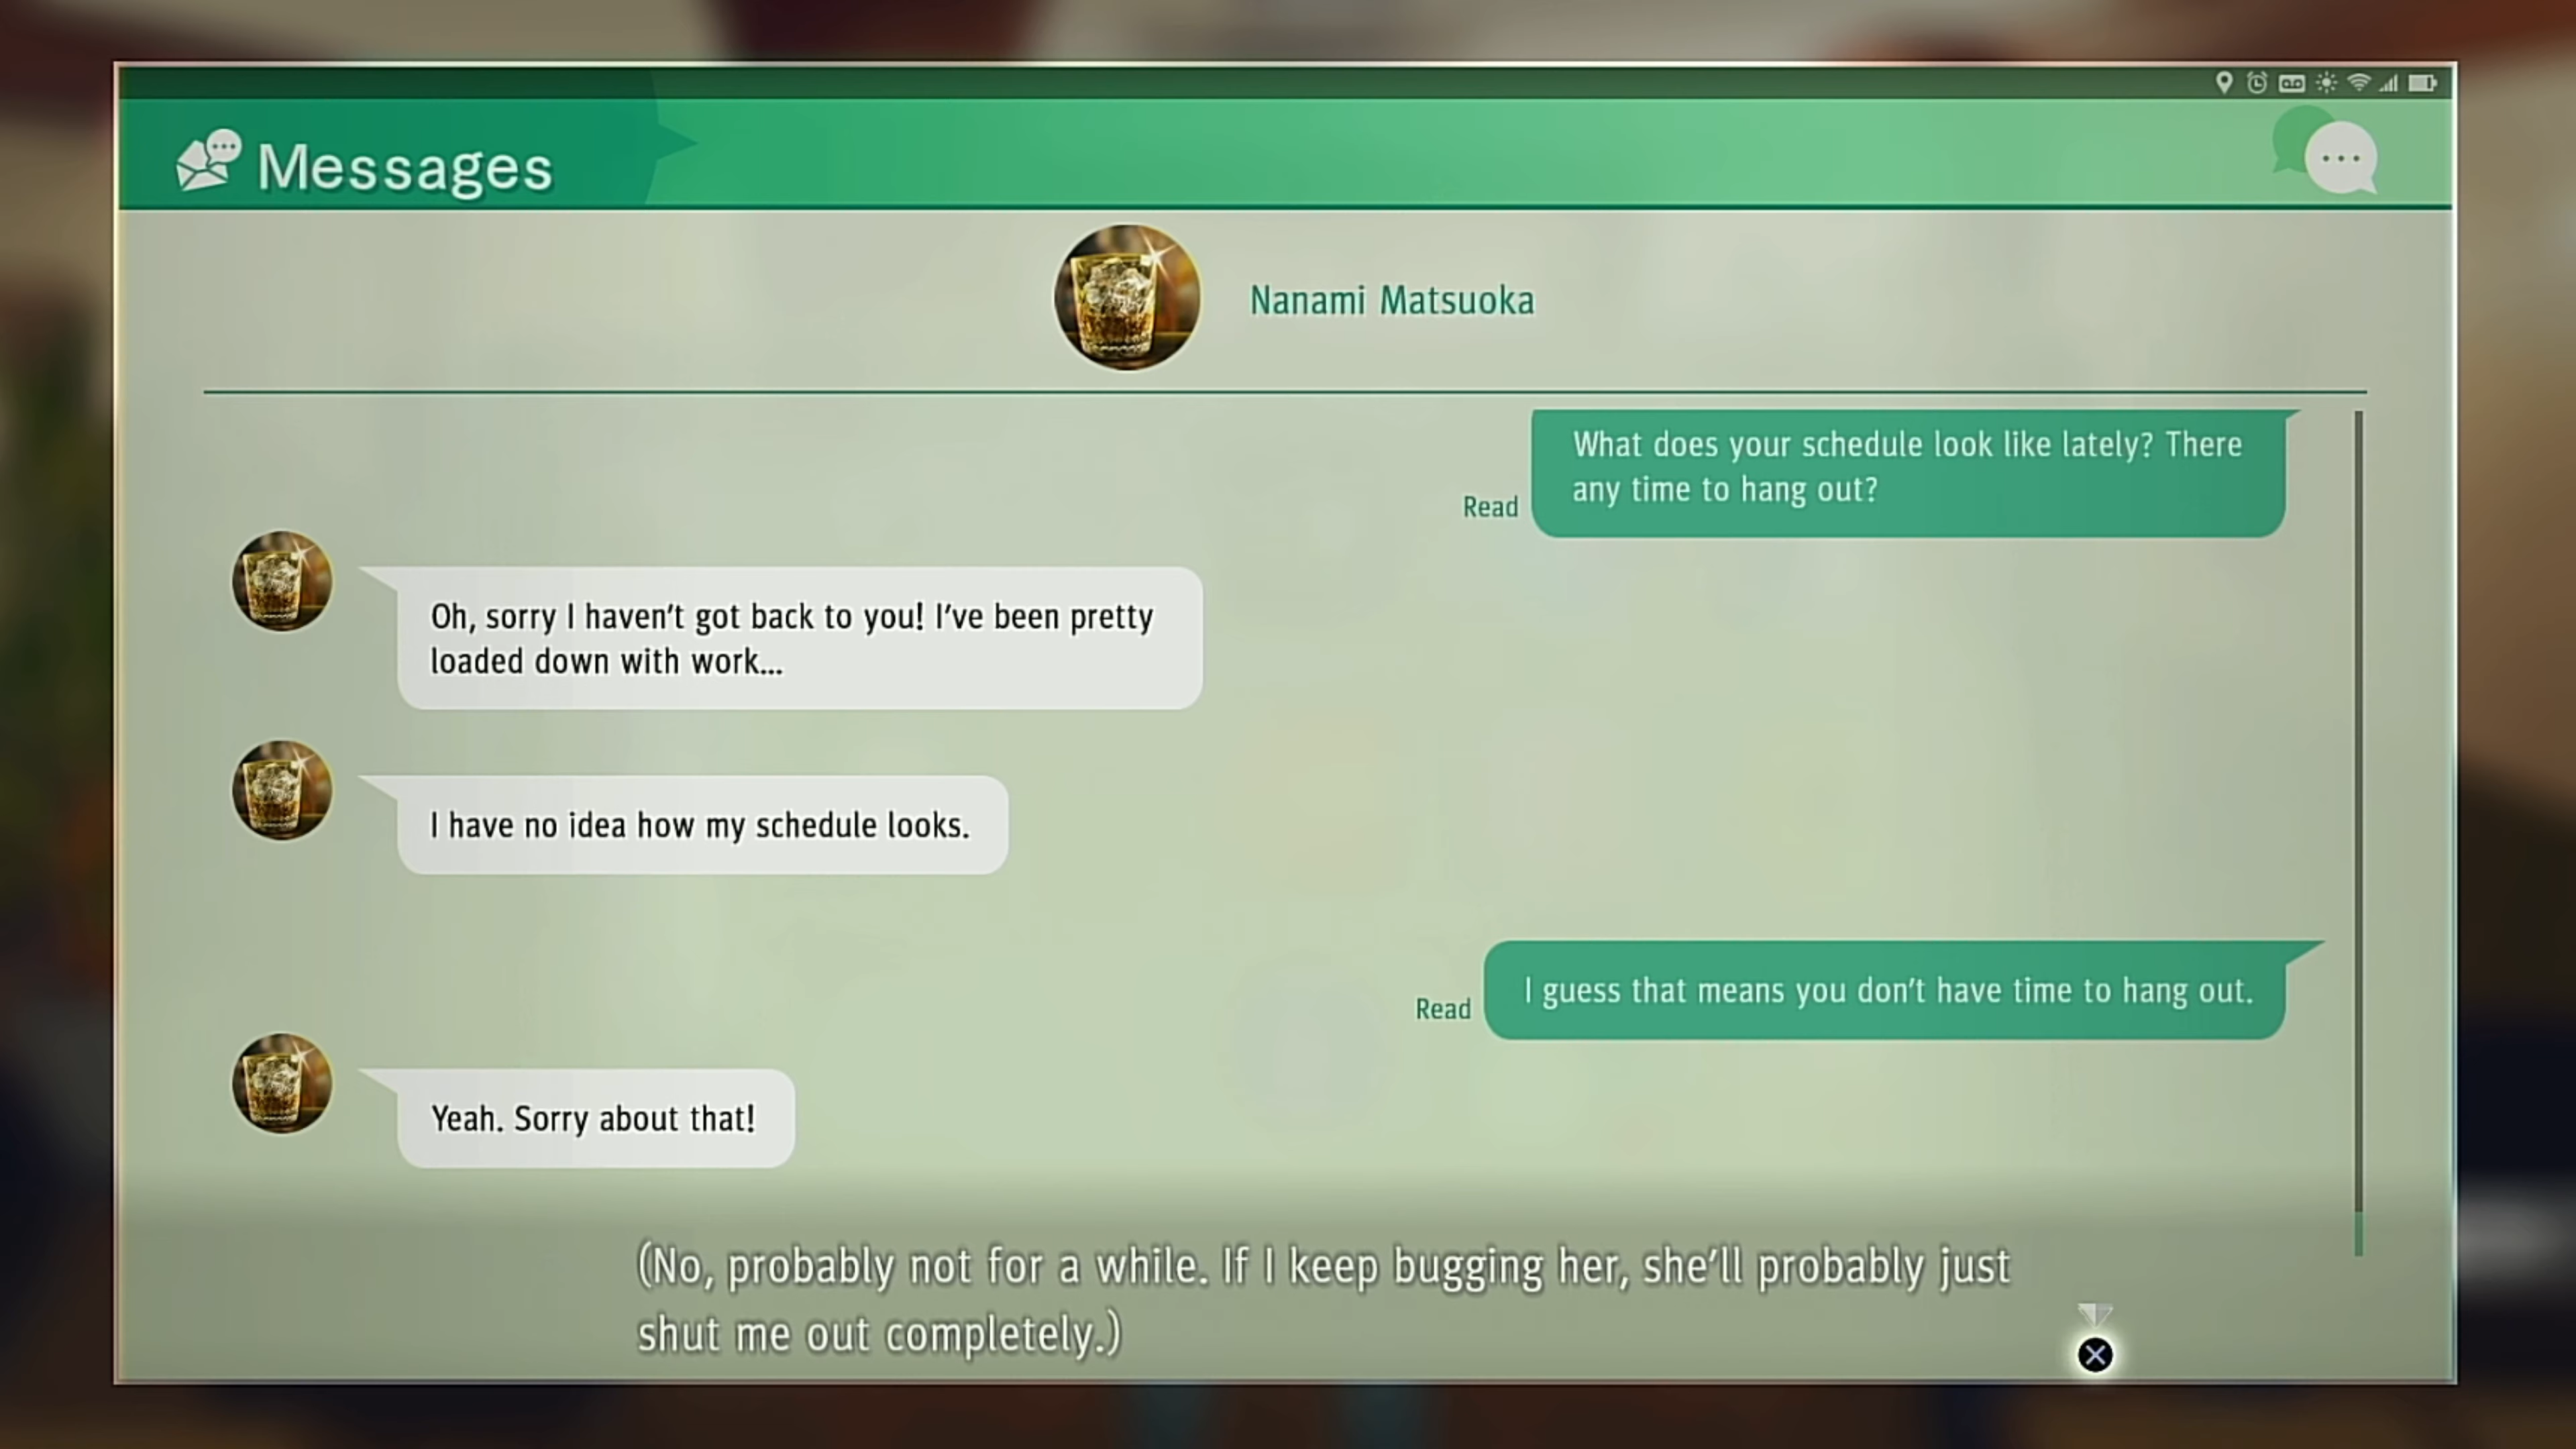 Messages
Nanami Matsuoka
What does your schedule look like lately? There
any time to hang out?
Read
Oh, sorry I haven't got back to you! I've been pretty
loaded down with work...
I have no idea how my schedule looks.
I guess that means you don't have time to hang out.
Read
Yeah. Sorry about that!
(No, probably not for a while. If I keep bugging her, she'll probably just
shut me out completely.)